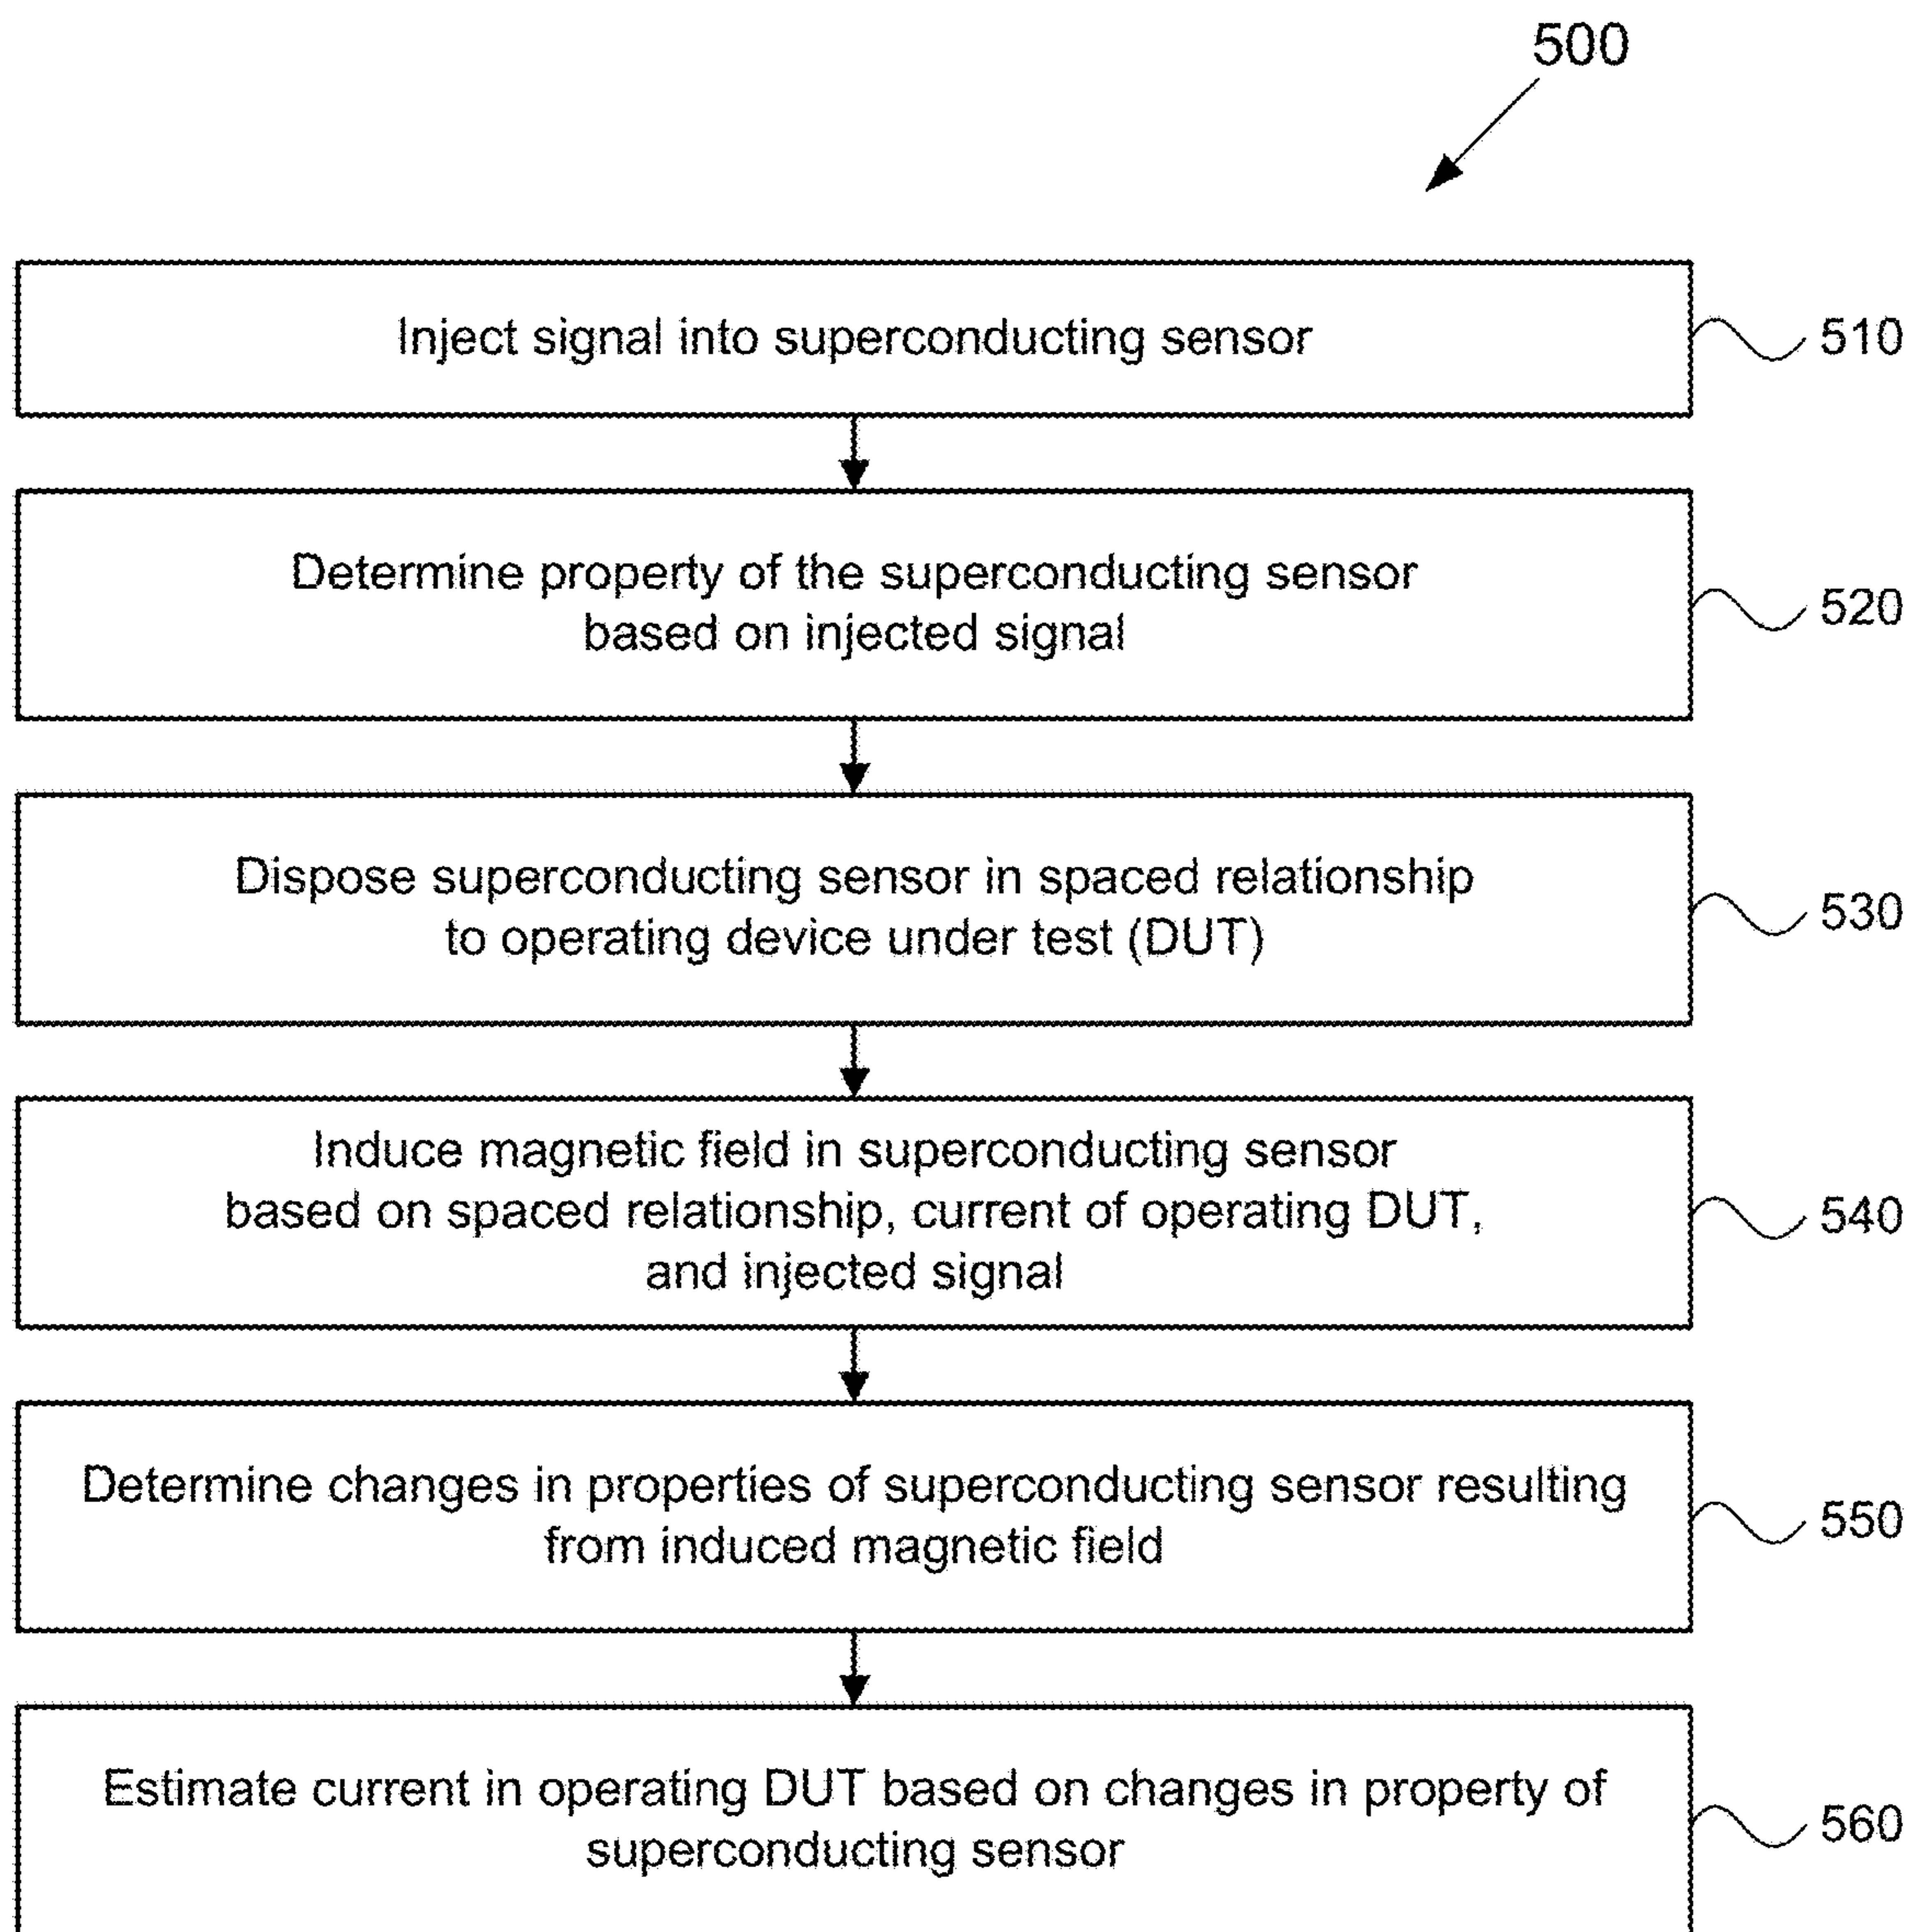 500
Inject signal into superconducting sensor
510
Determine property of the superconducting sensor
based on injected signal
520
Dispose superconducting sensor in spaced relationship
to operating device under test (DUT)
530
Induce magnetic field in superconducting sensor
based on spaced relationship, current of operating DUT,
and injected signal
540
Determine changes in properties of superconducting sensor resulting
from induced magnetic field
550
Estimate current in operating DUT based on changes in property of
superconducting sensor
560